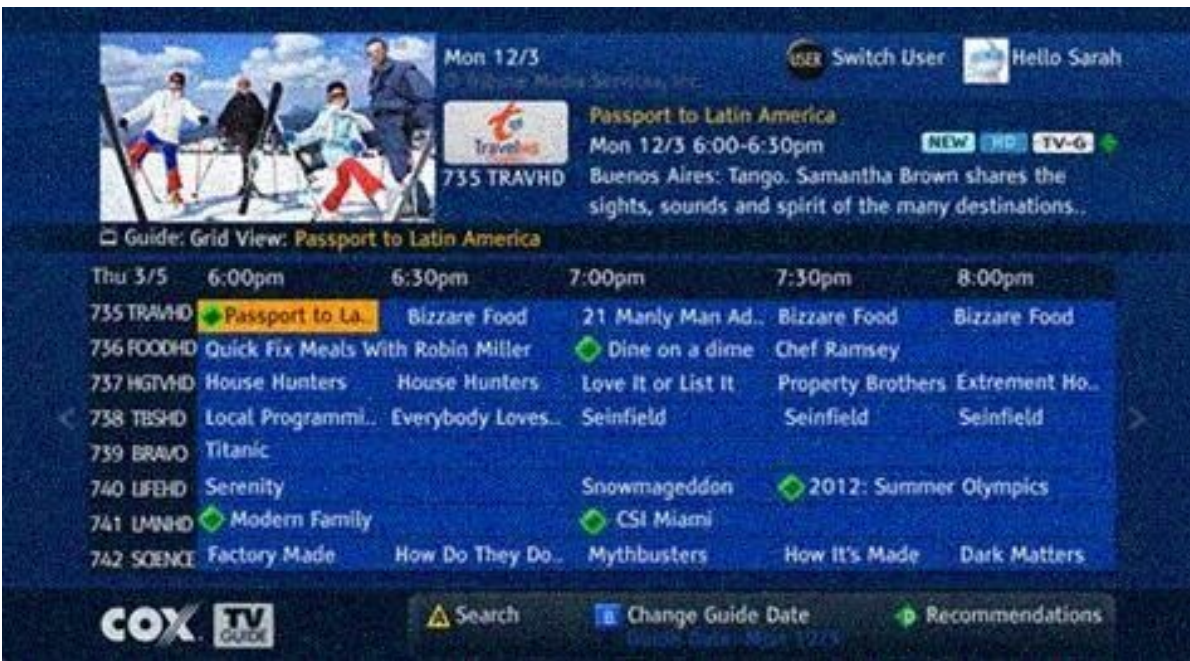 Mon 12/3
USER Switch User Hello Sarah
Travel HD
735 TRAVHD
Passport to Latin America
Mon 12/3 6:00-6:30pm NEW HD TV-G
Buenos Aires: Tango. Samantha Brown shares the
sights, sounds and spirit of the many destinations..
Guide: Grid View: Passport to Latin America
Thu 3/5 6:00pm 6:30pm 7:00pm 7:30pm 8:00pm
735 TRAVHD Passport to La.. Bizzare Food 21 Manly Man Ad.. Bizzare Food Bizzare Food
736 FOODHD Quick Fix Meals With Robin Miller Dine on a dime Chef Ramsey
737 HGTVHD House Hunters House Hunters Love It or List It Property Brothers Extrement Ho..
738 TBSHD Local Programmi.. Everybody Loves.. Seinfield Seinfield Seinfield
739 BRAVO Titanic
740 LIFEHD Serenity Snowmageddon 2012: Summer Olympics
741 LMNHD Modern Family CSI Miami
742 SCIENCE Factory Made How Do They Do.. Mythbusters How It's Made Dark Matters
COX TV GUIDE A Search B Change Guide Date D Recommendations